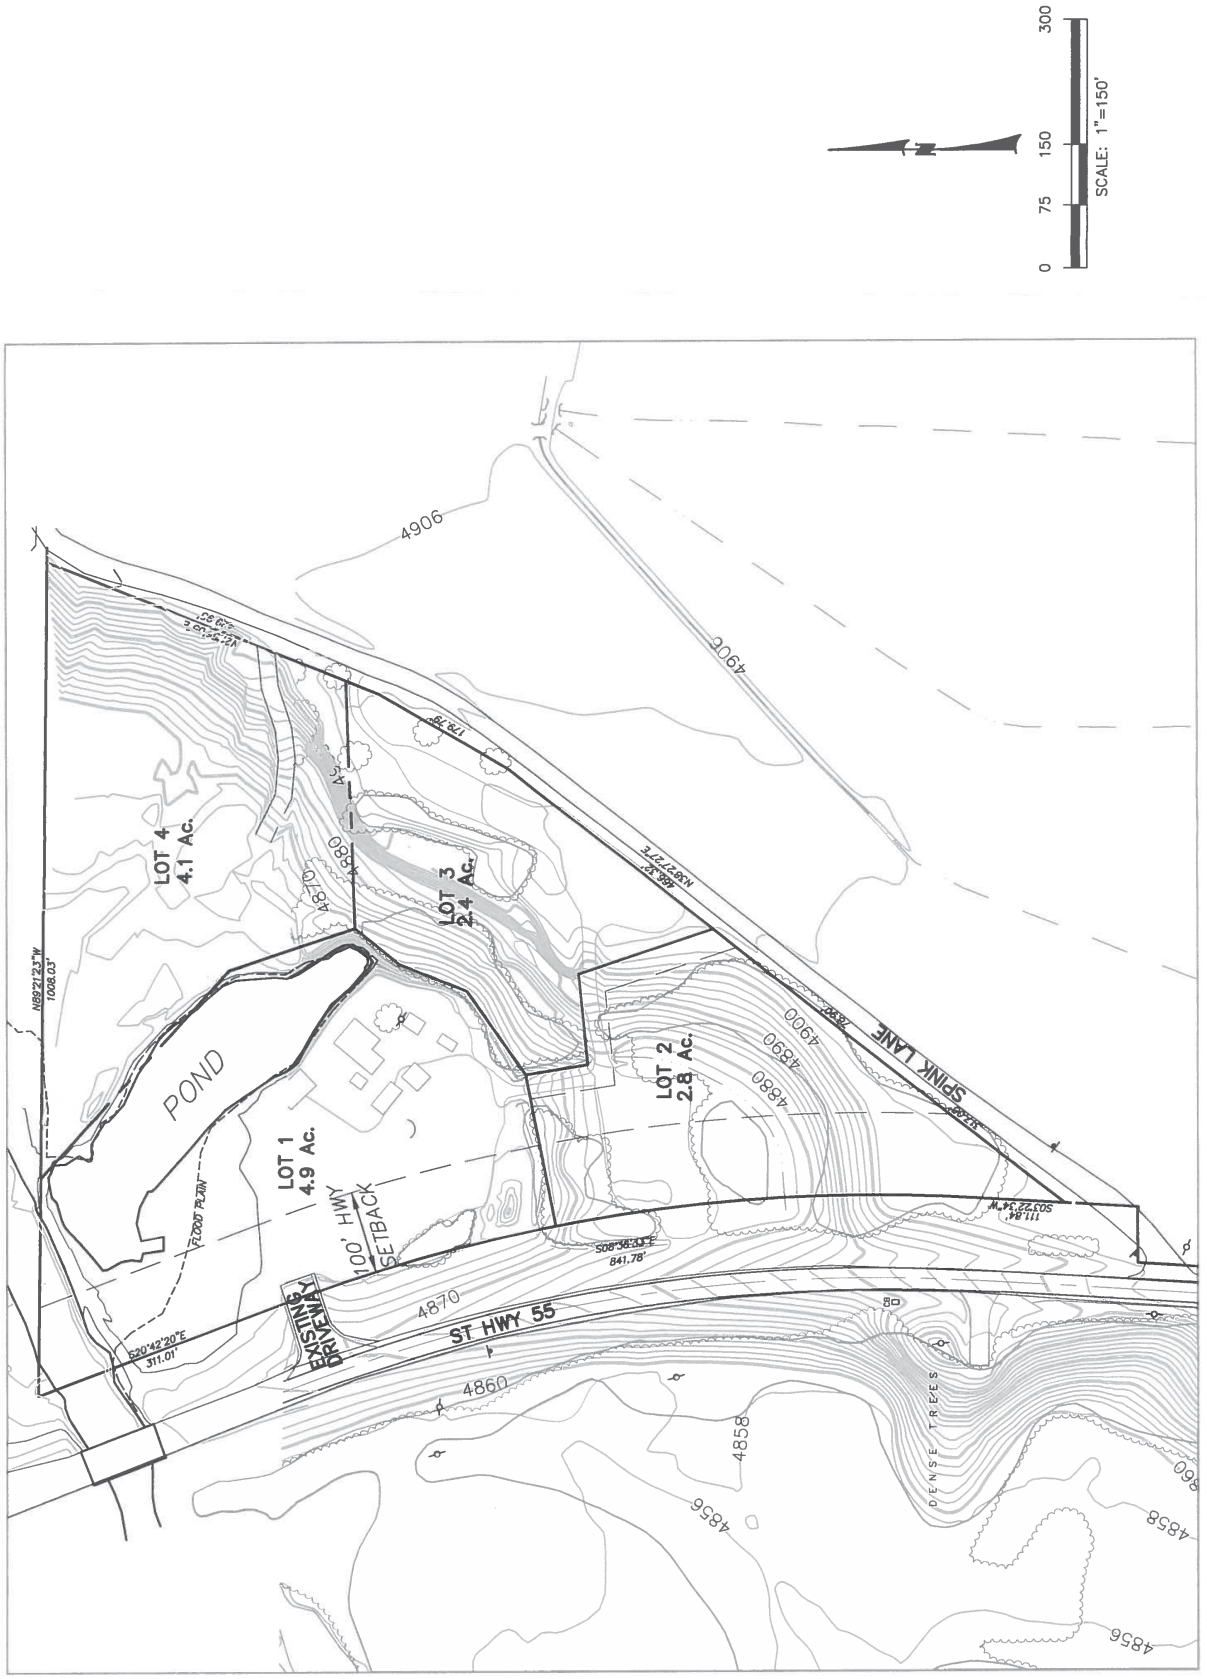 N89°21'23"W
1008.03'
LOT 4
4.1 Ac.
4906
4906
179.79'
4870
4880
LOT 3
2.4 Ac.
466.32'
N38°27'27"E
POND
LOT 1
4.9 Ac.
FLOOD PLAIN
100' HWY
SETBACK
LOT 2
2.8 Ac.
4900
4890
4880
SPINK LANE
S20°42'20"E
311.01'
EXISTING
DRIVEWAY
4870
ST HWY 55
841.78'
111.84'
S03°22'34"W
4860
4858
4856
DENSE TREES
4860
4858
4856
N
0
75
150
300
SCALE: 1"=150'